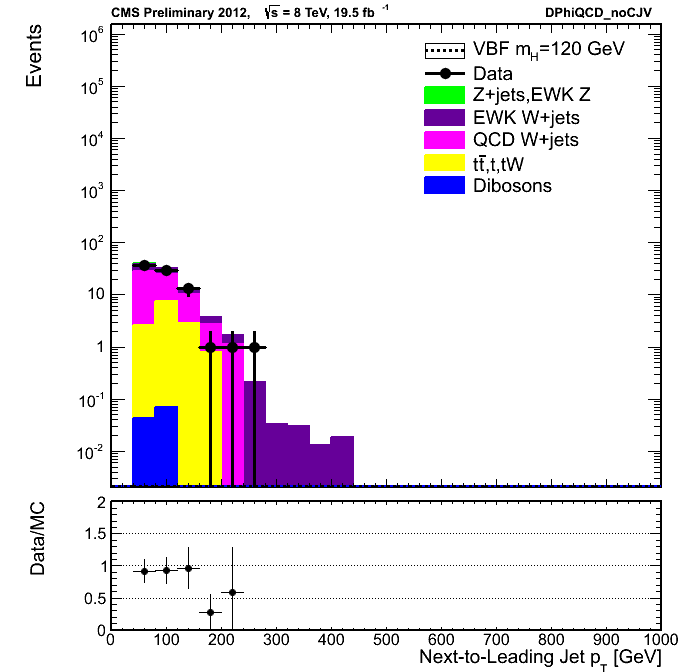 CMS Preliminary 2012, √s = 8 TeV, 19.5 fb⁻¹ DPhiQCD_noCJV
Events
10⁶
10⁵
10⁴
10³
10²
10
1
10⁻¹
10⁻²
VBF m_H=120 GeV
Data
Z+jets,EWK Z
EWK W+jets
QCD W+jets
tt̄,t,tW
Dibosons
Data/MC
2
1.5
1
0.5
0
0 100 200 300 400 500 600 700 800 900 1000
Next-to-Leading Jet p_T [GeV]